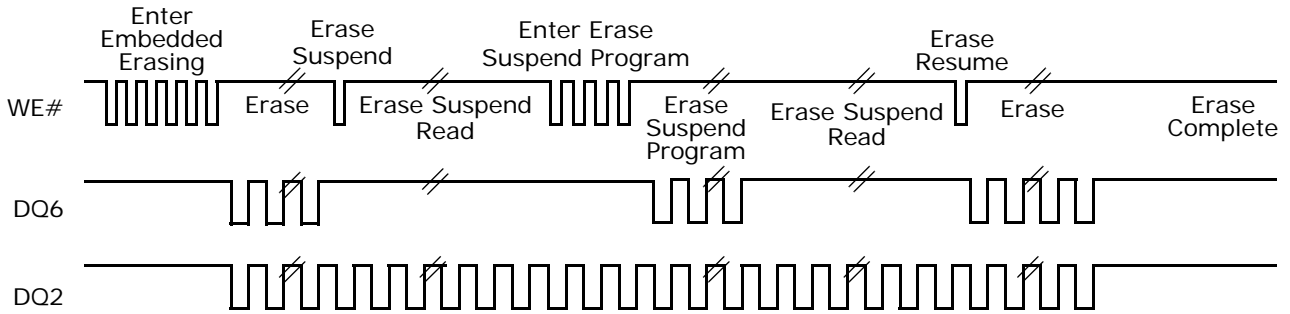 Enter
Embedded
Erasing
Erase
Suspend
Enter Erase
Suspend Program
Erase
Resume
WE#
Erase
Erase Suspend
Read
Erase
Suspend
Program
Erase Suspend
Read
Erase
Erase
Complete
DQ6
DQ2